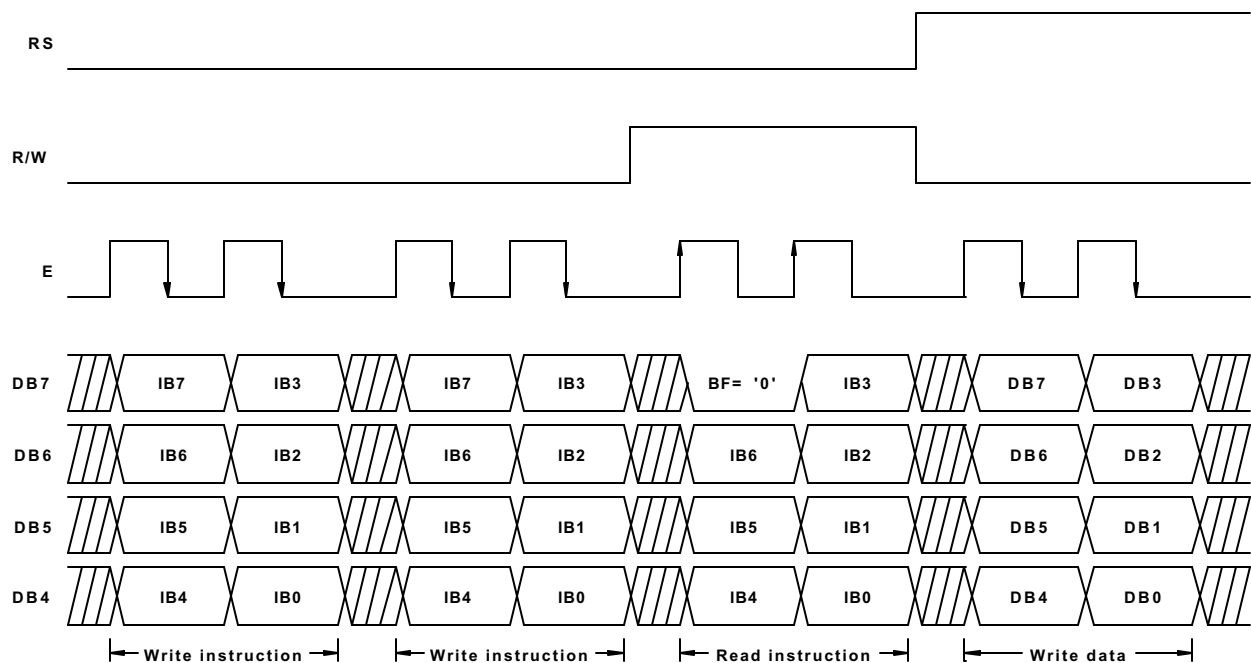 RS
R/W
E
DB7 IB7 IB3 IB7 IB3 BF= '0' IB3 DB7 DB3
DB6 IB6 IB2 IB6 IB2 IB6 IB2 DB6 DB2
DB5 IB5 IB1 IB5 IB1 IB5 IB1 DB5 DB1
DB4 IB4 IB0 IB4 IB0 IB4 IB0 DB4 DB0
Write instruction Write instruction Read instruction Write data